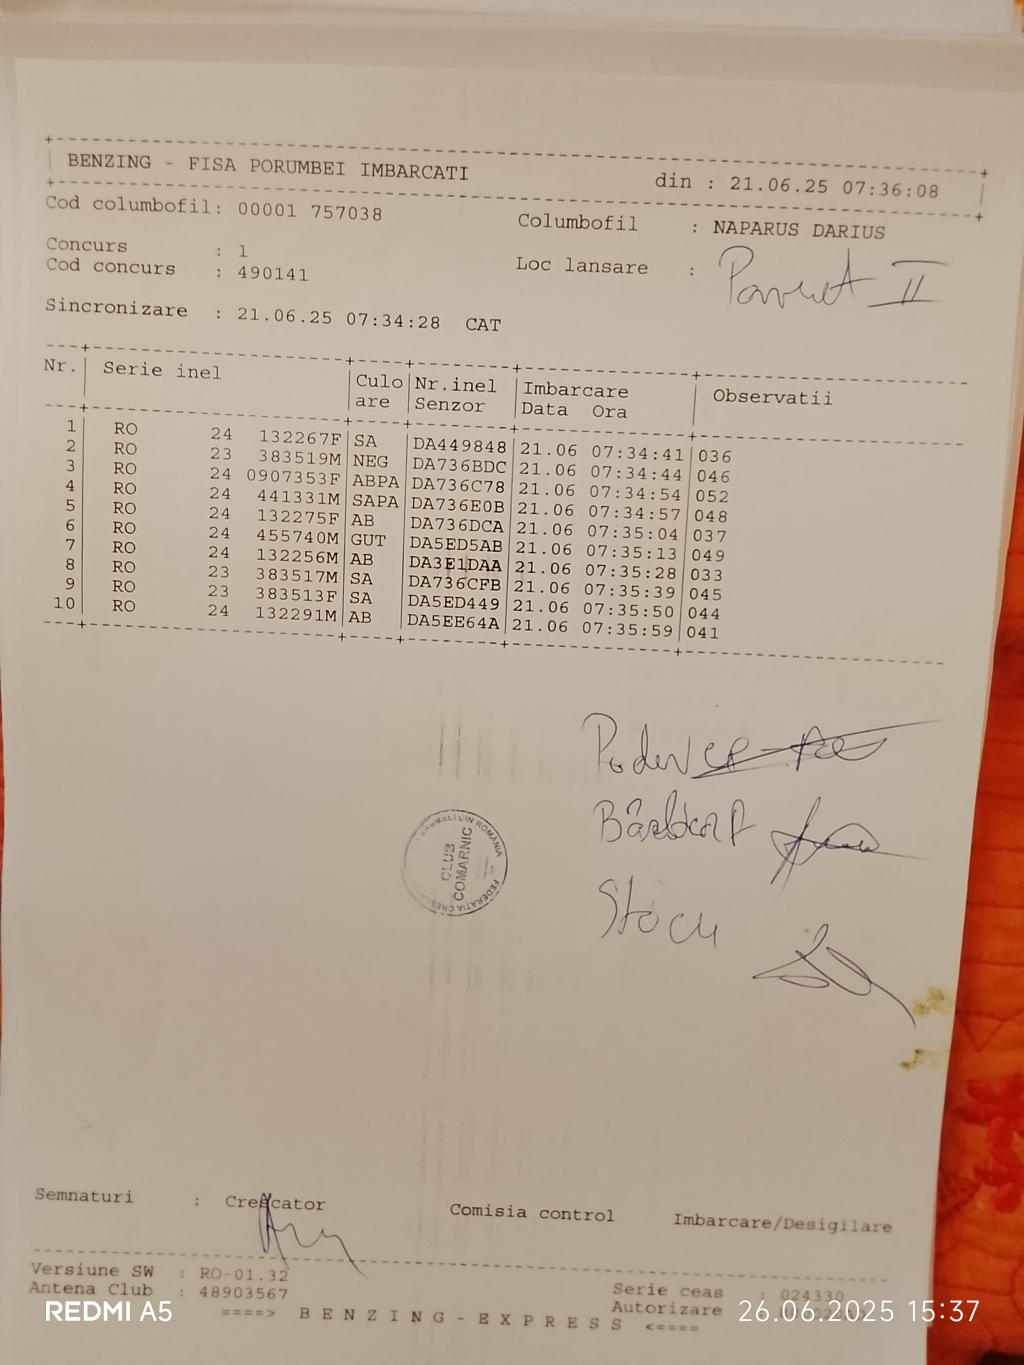 BENZING - FISA PORUMBEI IMBARCATI din : 21.06.25 07:36:08
Cod columbofil: 00001 757038 Columbofil : NAPARUS DARIUS
Concurs : 1
Cod concurs : 490141 Loc lansare : II
Sincronizare : 21.06.25 07:34:28 CAT
Nr. Serie inel Culo Nr.inel Imbarcare Observatii
are Senzor Data Ora
1 RO 24 132267F SA DA449848 21.06 07:34:41 036
2 RO 23 383519M NEG DA736BDC 21.06 07:34:44 046
3 RO 24 0907353F ABPA DA736C78 21.06 07:34:54 052
4 RO 24 441331M SAPA DA736E0B 21.06 07:34:57 048
5 RO 24 132275F AB DA736DCA 21.06 07:35:04 037
6 RO 24 455740M GUT DA5ED5AB 21.06 07:35:13 049
7 RO 24 132256M AB DA3E1DAA 21.06 07:35:28 033
8 RO 23 383517M SA DA736CFB 21.06 07:35:39 045
9 RO 23 383513F SA DA5ED449 21.06 07:35:50 044
10 RO 24 132291M AB DA5EE64A 21.06 07:35:59 041
CLUB
COMARNIC
DIN ROMANIA
FEDERATIA
Semnaturi : Crescator Comisia control Imbarcare/Desigilare
Versiune SW : RO-01.32 Serie ceas : 024330
Antena Club : 48903567 Autorizare
====> BENZING-EXPRESS <====
REDMI A5 26.06.2025 15:37